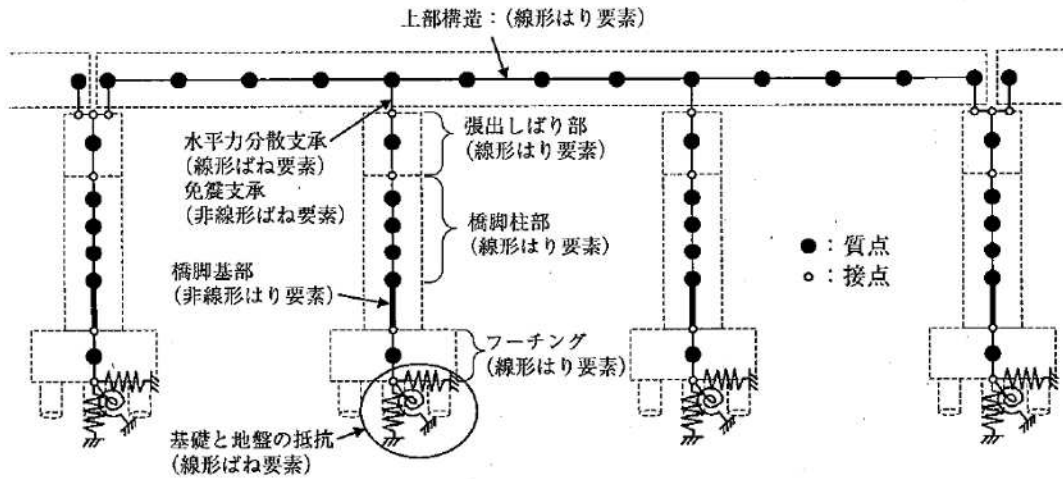 上部構造：(線形はり要素)
水平力分散支承
(線形ばね要素)
免震支承
(非線形ばね要素)
張出しばり部
(線形はり要素)
橋脚柱部
(線形はり要素)
●：質点
○：接点
橋脚基部
(非線形はり要素)
フーチング
(線形はり要素)
基礎と地盤の抵抗
(線形ばね要素)